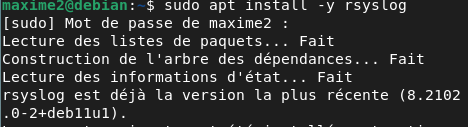 maxime2@debian:~$ sudo apt install -y rsyslog
[sudo] Mot de passe de maxime2 :
Lecture des listes de paquets... Fait
Construction de l'arbre des dépendances... Fait
Lecture des informations d'état... Fait
rsyslog est déjà la version la plus récente (8.2102
.0-2+deb11u1).